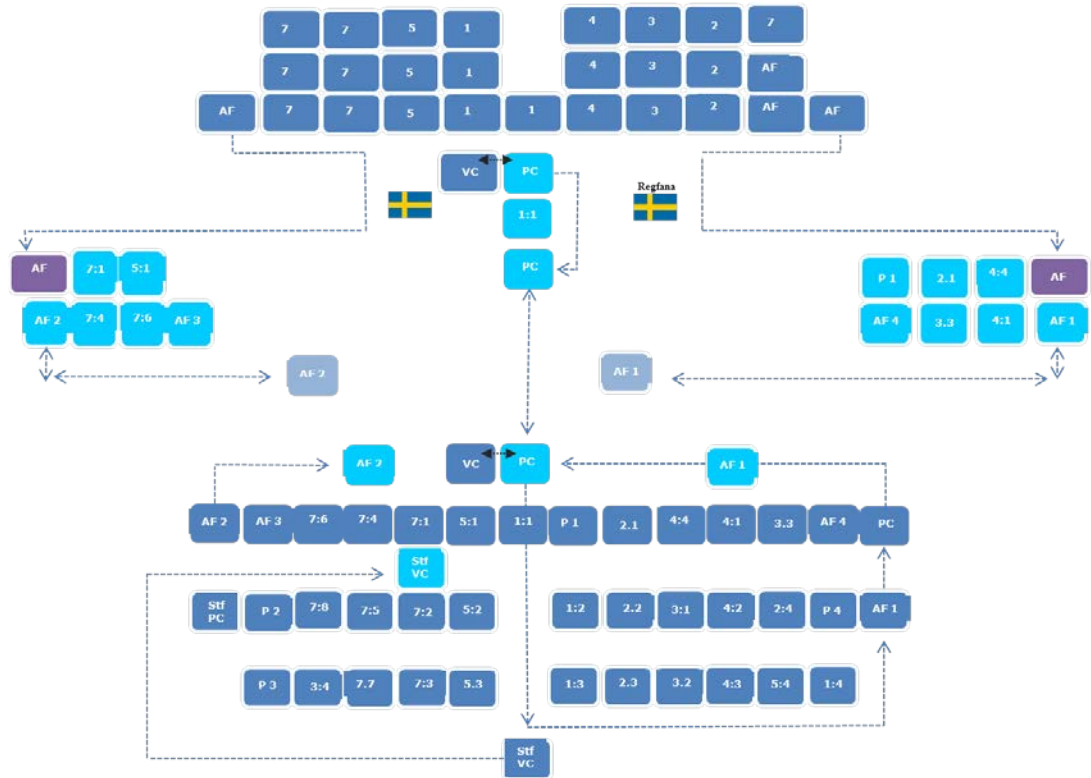 7 7 5 1 4 3 2 7
7 7 5 1 4 3 2 AF
AF 7 7 5 1 1 4 3 2 AF AF
VC PC
Regfana
1:1
AF 7:1 5:1 PC P 1 2.1 4:4 AF
AF 2 7:4 7:6 AF 3 AF 4 3.3 4:1 AF 1
AF 2 AF 1
AF 2 VC PC AF 1
AF 2 AF 3 7:6 7:4 7:1 5:1 1:1 P 1 2.1 4:4 4:1 3.3 AF 4 PC
Stf
VC
Stf
PC
P 2 7:8 7:5 7:2 5:2 1:2 2.2 3:1 4:2 2:4 P 4 AF 1
P 3 3:4 7.7 7:3 5.3 1:3 2.3 3.2 4:3 5:4 1:4
Stf
VC